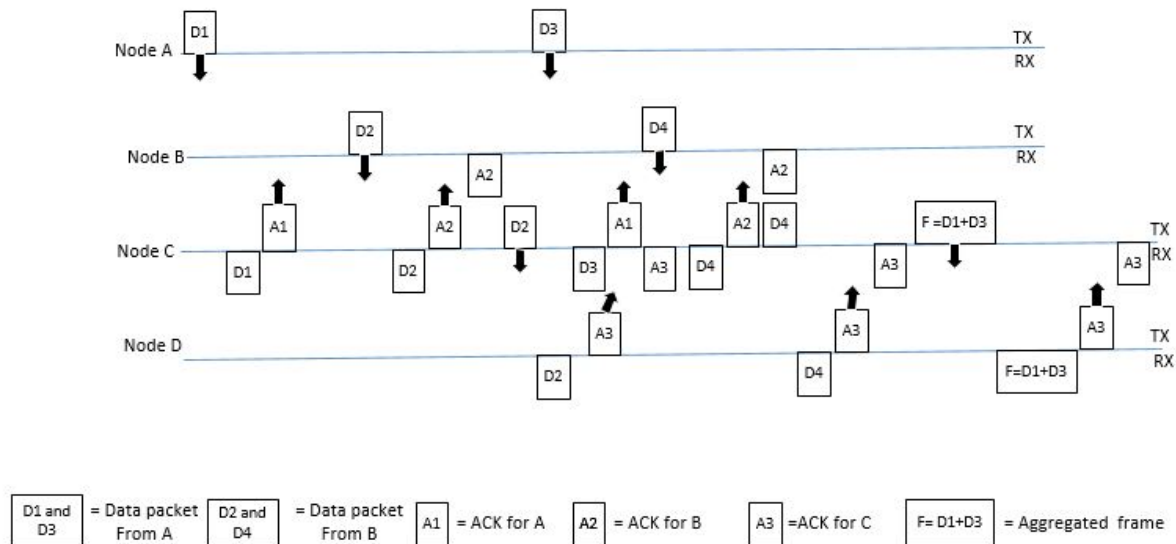 D1
D3
Node A
TX
RX
D2
D4
Node B
TX
RX
A2
A2
A1
A2
D2
A1
A2
D4
F =D1+D3
Node C
TX
RX
D1
D2
D3
A3
D4
A3
A3
A3
A3
A3
Node D
TX
RX
D2
D4
F=D1+D3
D1 and D3
= Data packet From A
D2 and D4
= Data packet From B
A1
= ACK for A
A2
= ACK for B
A3
=ACK for C
F= D1+D3
= Aggregated frame